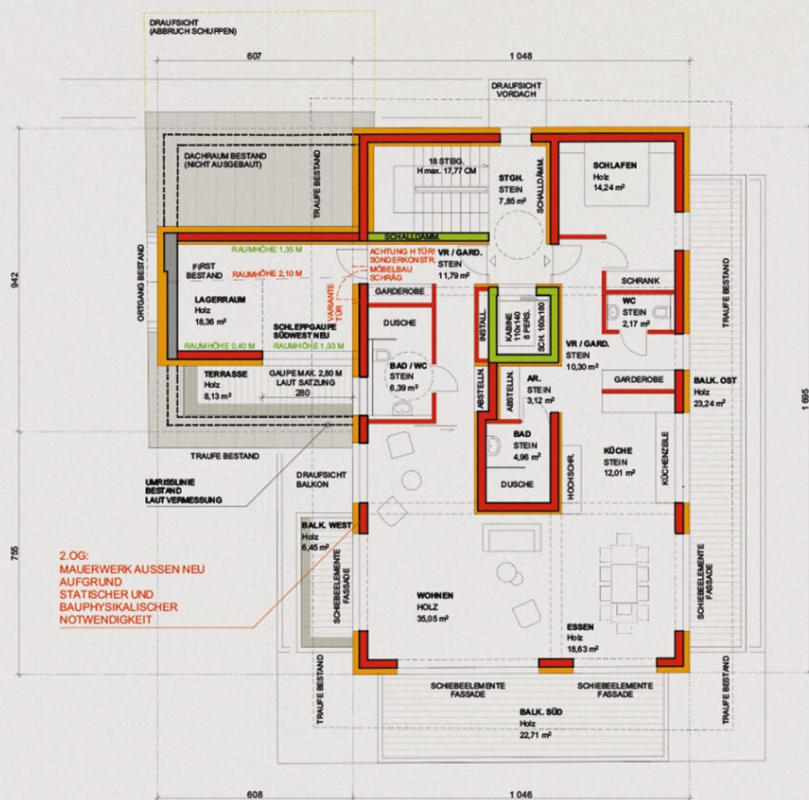 DRAUFSICHT
(ABBRUCH SCHUPPEN)
607
1 048
DRAUFSICHT
VORDACH
DACHRAUM BESTAND
(NICHT AUSGEBAUT)
TRAUFE BESTAND
18 STEIG.
H max. 17,77 CM
STGH.
STEIN
7,85 m²
SCHALLDÄMM.
SCHLAFEN
Holz
14,24 m²
SCHALLDÄMM.
ORTGANG BESTAND
942
RAUMHÖHE 1,35 M
FIRST
BESTAND
RAUMHÖHE 2,10 M
ACHTUNG H TÜR!
SONDERKONSTR.
MÖBELBAU
SCHRÄG
VR / GARD.
STEIN
11,79 m²
GARDEROBE
SCHRANK
TRAUFE BESTAND
LAGERRAUM
Holz
18,36 m²
VARIANTE
TÜR
SCHLEPPGAUPE
SÜDWEST NEU
RAUMHÖHE 0,40 M
RAUMHÖHE 1,93 M
DUSCHE
INSTALL.
KABINE
110x140
8 PERS.
SCH. 160x180
WC
STEIN
2,17 m²
VR / GARD.
STEIN
10,30 m²
TERRASSE
Holz
8,13 m²
GAUPE MAX. 2,80 M
LAUT SATZUNG
280
BAD / WC
STEIN
6,39 m²
ABSTELLN.
ABSTELLN.
AR.
STEIN
3,12 m²
GARDEROBE
BALK. OST
Holz
23,24 m²
1 695
TRAUFE BESTAND
BAD
STEIN
4,96 m²
DUSCHE
HOCHSCHR.
KÜCHE
STEIN
12,01 m²
KÜCHENZEILE
UMRISSLINIE
BESTAND
LAUT VERMESSUNG
DRAUFSICHT
BALKON
BALK. WEST
Holz
6,45 m²
755
2.OG:
MAUERWERK AUSSEN NEU
AUFGRUND
STATISCHER UND
BAUPHYSIKALISCHER
NOTWENDIGKEIT
SCHIEBEELEMENTE
FASSADE
WOHNEN
HOLZ
35,05 m²
ESSEN
Holz
18,63 m²
SCHIEBEELEMENTE
FASSADE
TRAUFE BESTAND
SCHIEBEELEMENTE
FASSADE
SCHIEBEELEMENTE
FASSADE
TRAUFE BESTAND
BALK. SÜD
Holz
22,71 m²
608
1 046